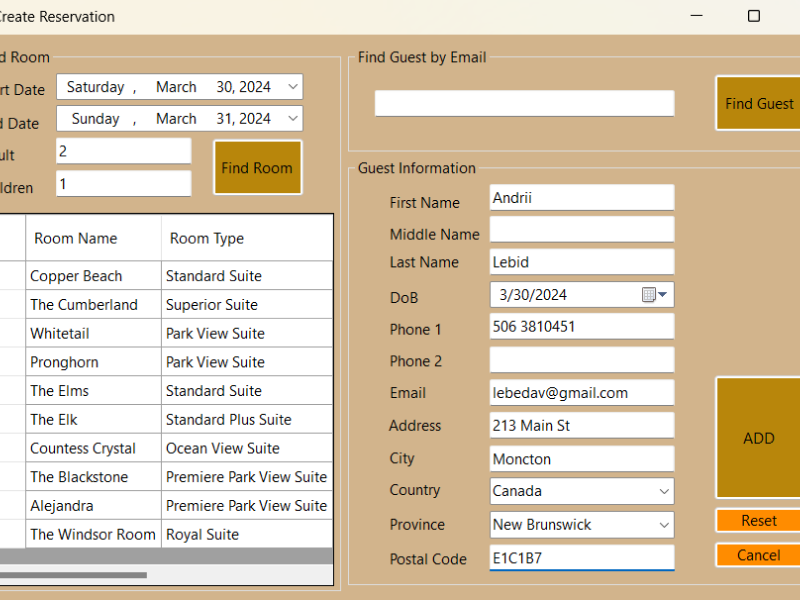 Create Reservation
d Room
rt Date Saturday , March 30, 2024
d Date Sunday , March 31, 2024
ult 2
ldren 1
Find Room
Room Name Room Type
Copper Beach Standard Suite
The Cumberland Superior Suite
Whitetail Park View Suite
Pronghorn Park View Suite
The Elms Standard Suite
The Elk Standard Plus Suite
Countess Crystal Ocean View Suite
The Blackstone Premiere Park View Suite
Alejandra Premiere Park View Suite
The Windsor Room Royal Suite
Find Guest by Email
Find Guest
Guest Information
First Name Andrii
Middle Name
Last Name Lebid
DoB 3/30/2024
Phone 1 506 3810451
Phone 2
Email lebedav@gmail.com
Address 213 Main St
City Moncton
Country Canada
Province New Brunswick
Postal Code E1C1B7
ADD
Reset
Cancel